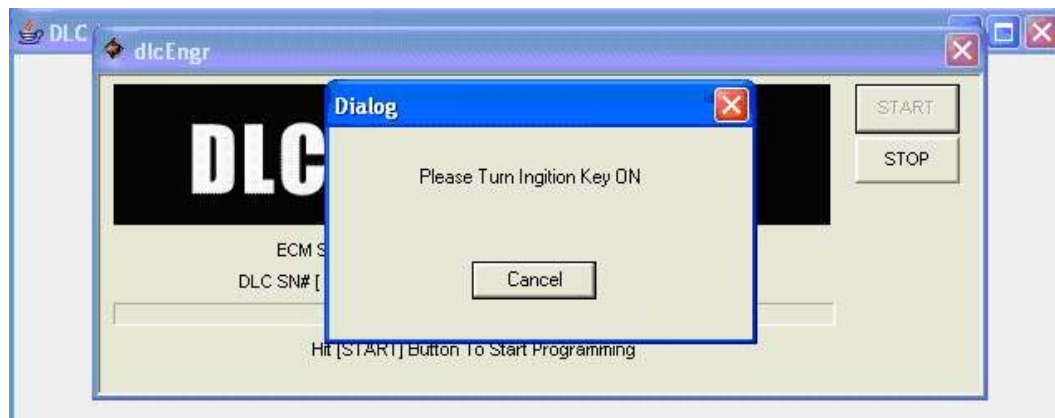 DLC
dlcEngr
Dialog
START
DLC
STOP
Please Turn Ingition Key ON
ECM S
DLC SN# [
Cancel
Hit [START] Button To Start Programming